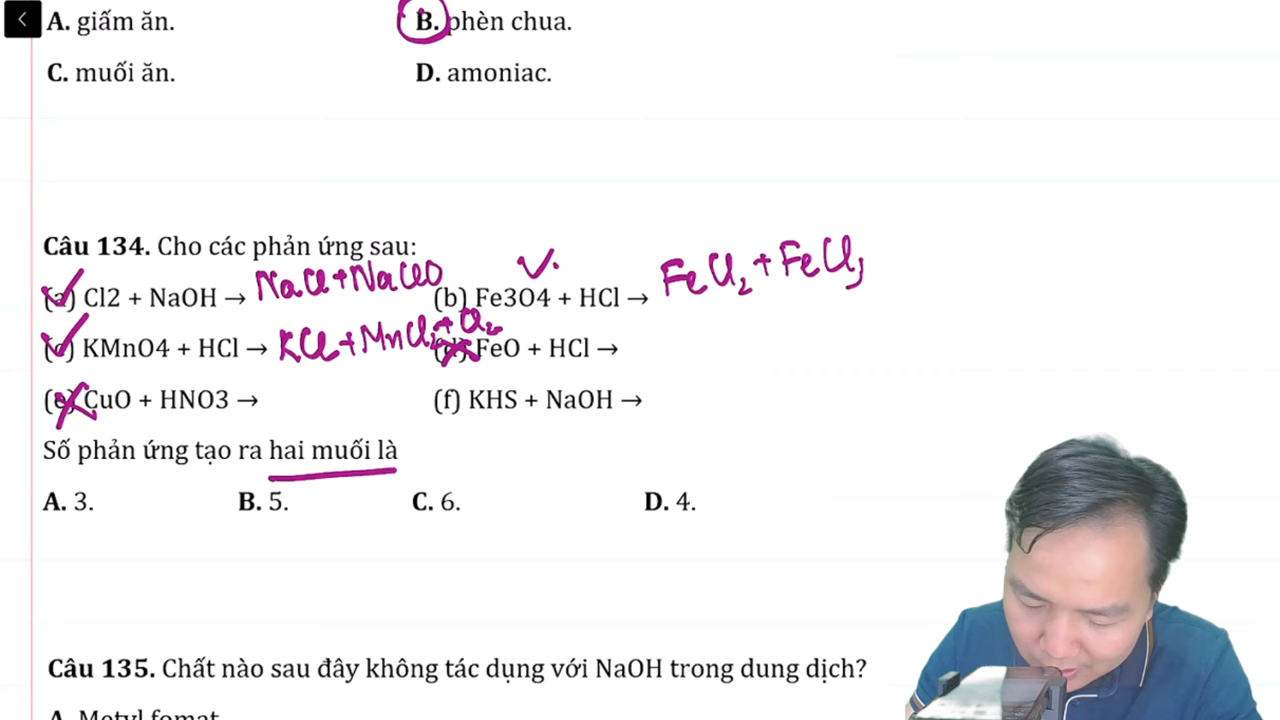 A. giấm ăn. B. phèn chua.
C. muối ăn. D. amoniac.
Câu 134. Cho các phản ứng sau:
(a) Cl2 + NaOH → NaCl + NaClO (b) Fe3O4 + HCl → FeCl2 + FeCl3
(c) KMnO4 + HCl → KCl + MnCl2 + Cl2 (d) FeO + HCl →
(e) CuO + HNO3 → (f) KHS + NaOH →
Số phản ứng tạo ra hai muối là
A. 3. B. 5. C. 6. D. 4.
Câu 135. Chất nào sau đây không tác dụng với NaOH trong dung dịch?
A. Metyl fomat.